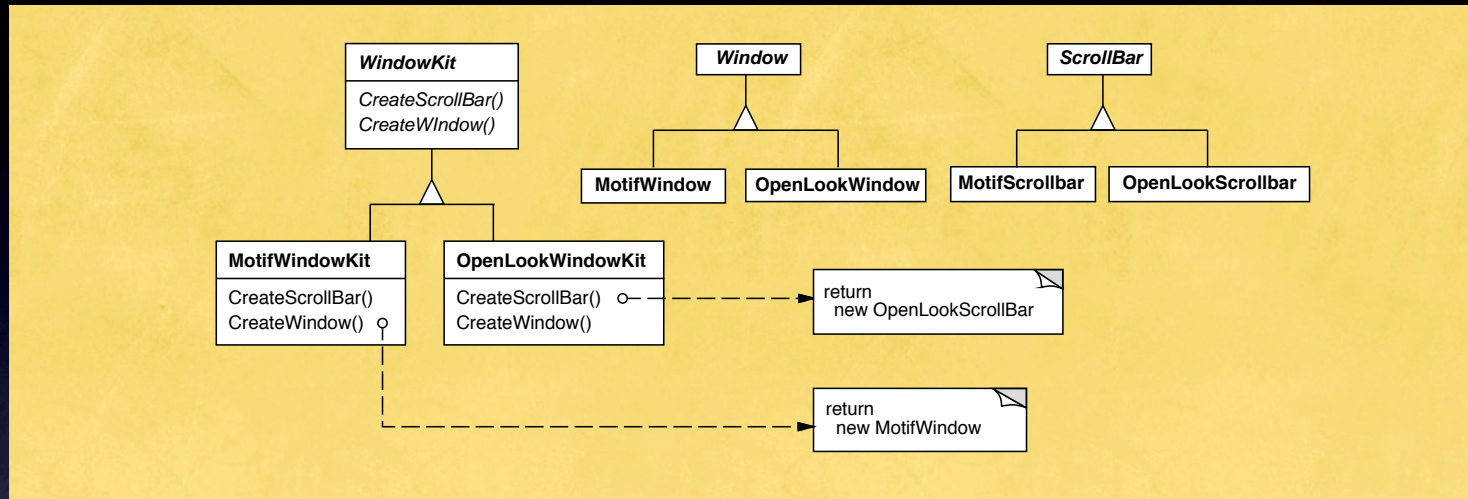 WindowKit
CreateScrollBar()
CreateWIndow()
Window
ScrollBar
MotifWindow
OpenLookWindow
MotifScrollbar
OpenLookScrollbar
MotifWindowKit
CreateScrollBar()
CreateWindow()
OpenLookWindowKit
CreateScrollBar()
CreateWindow()
return
new OpenLookScrollBar
return
new MotifWindow